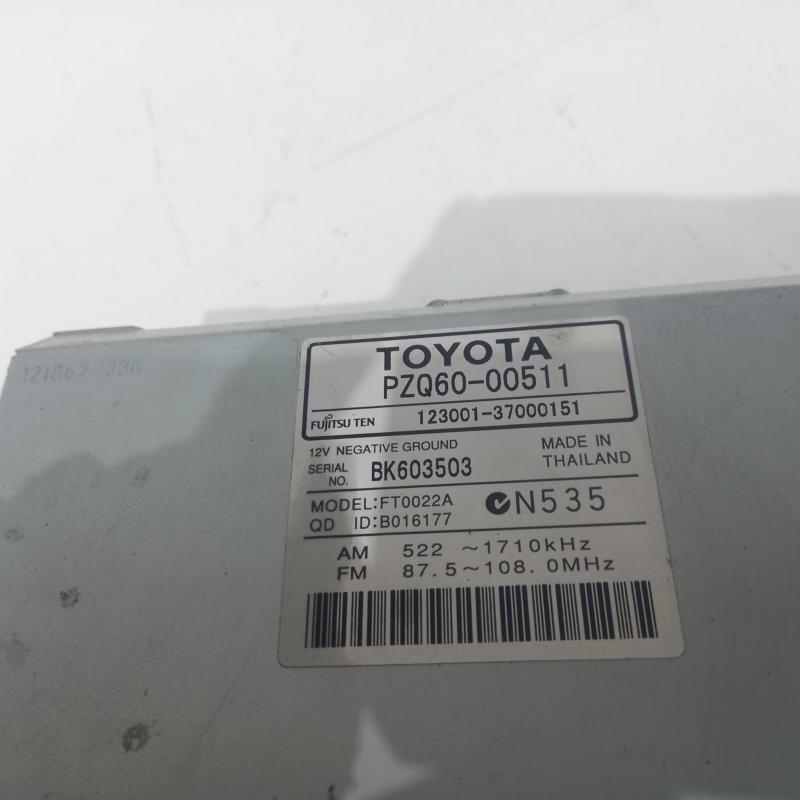 121867 336
TOYOTA
PZQ60-00511
FUJITSU TEN 123001-37000151
12V NEGATIVE GROUND
SERIAL NO. BK603503
MADE IN THAILAND
MODEL:FT0022A
QD ID:B016177
N535
AM 522 ~1710kHz
FM 87.5~108.0MHz